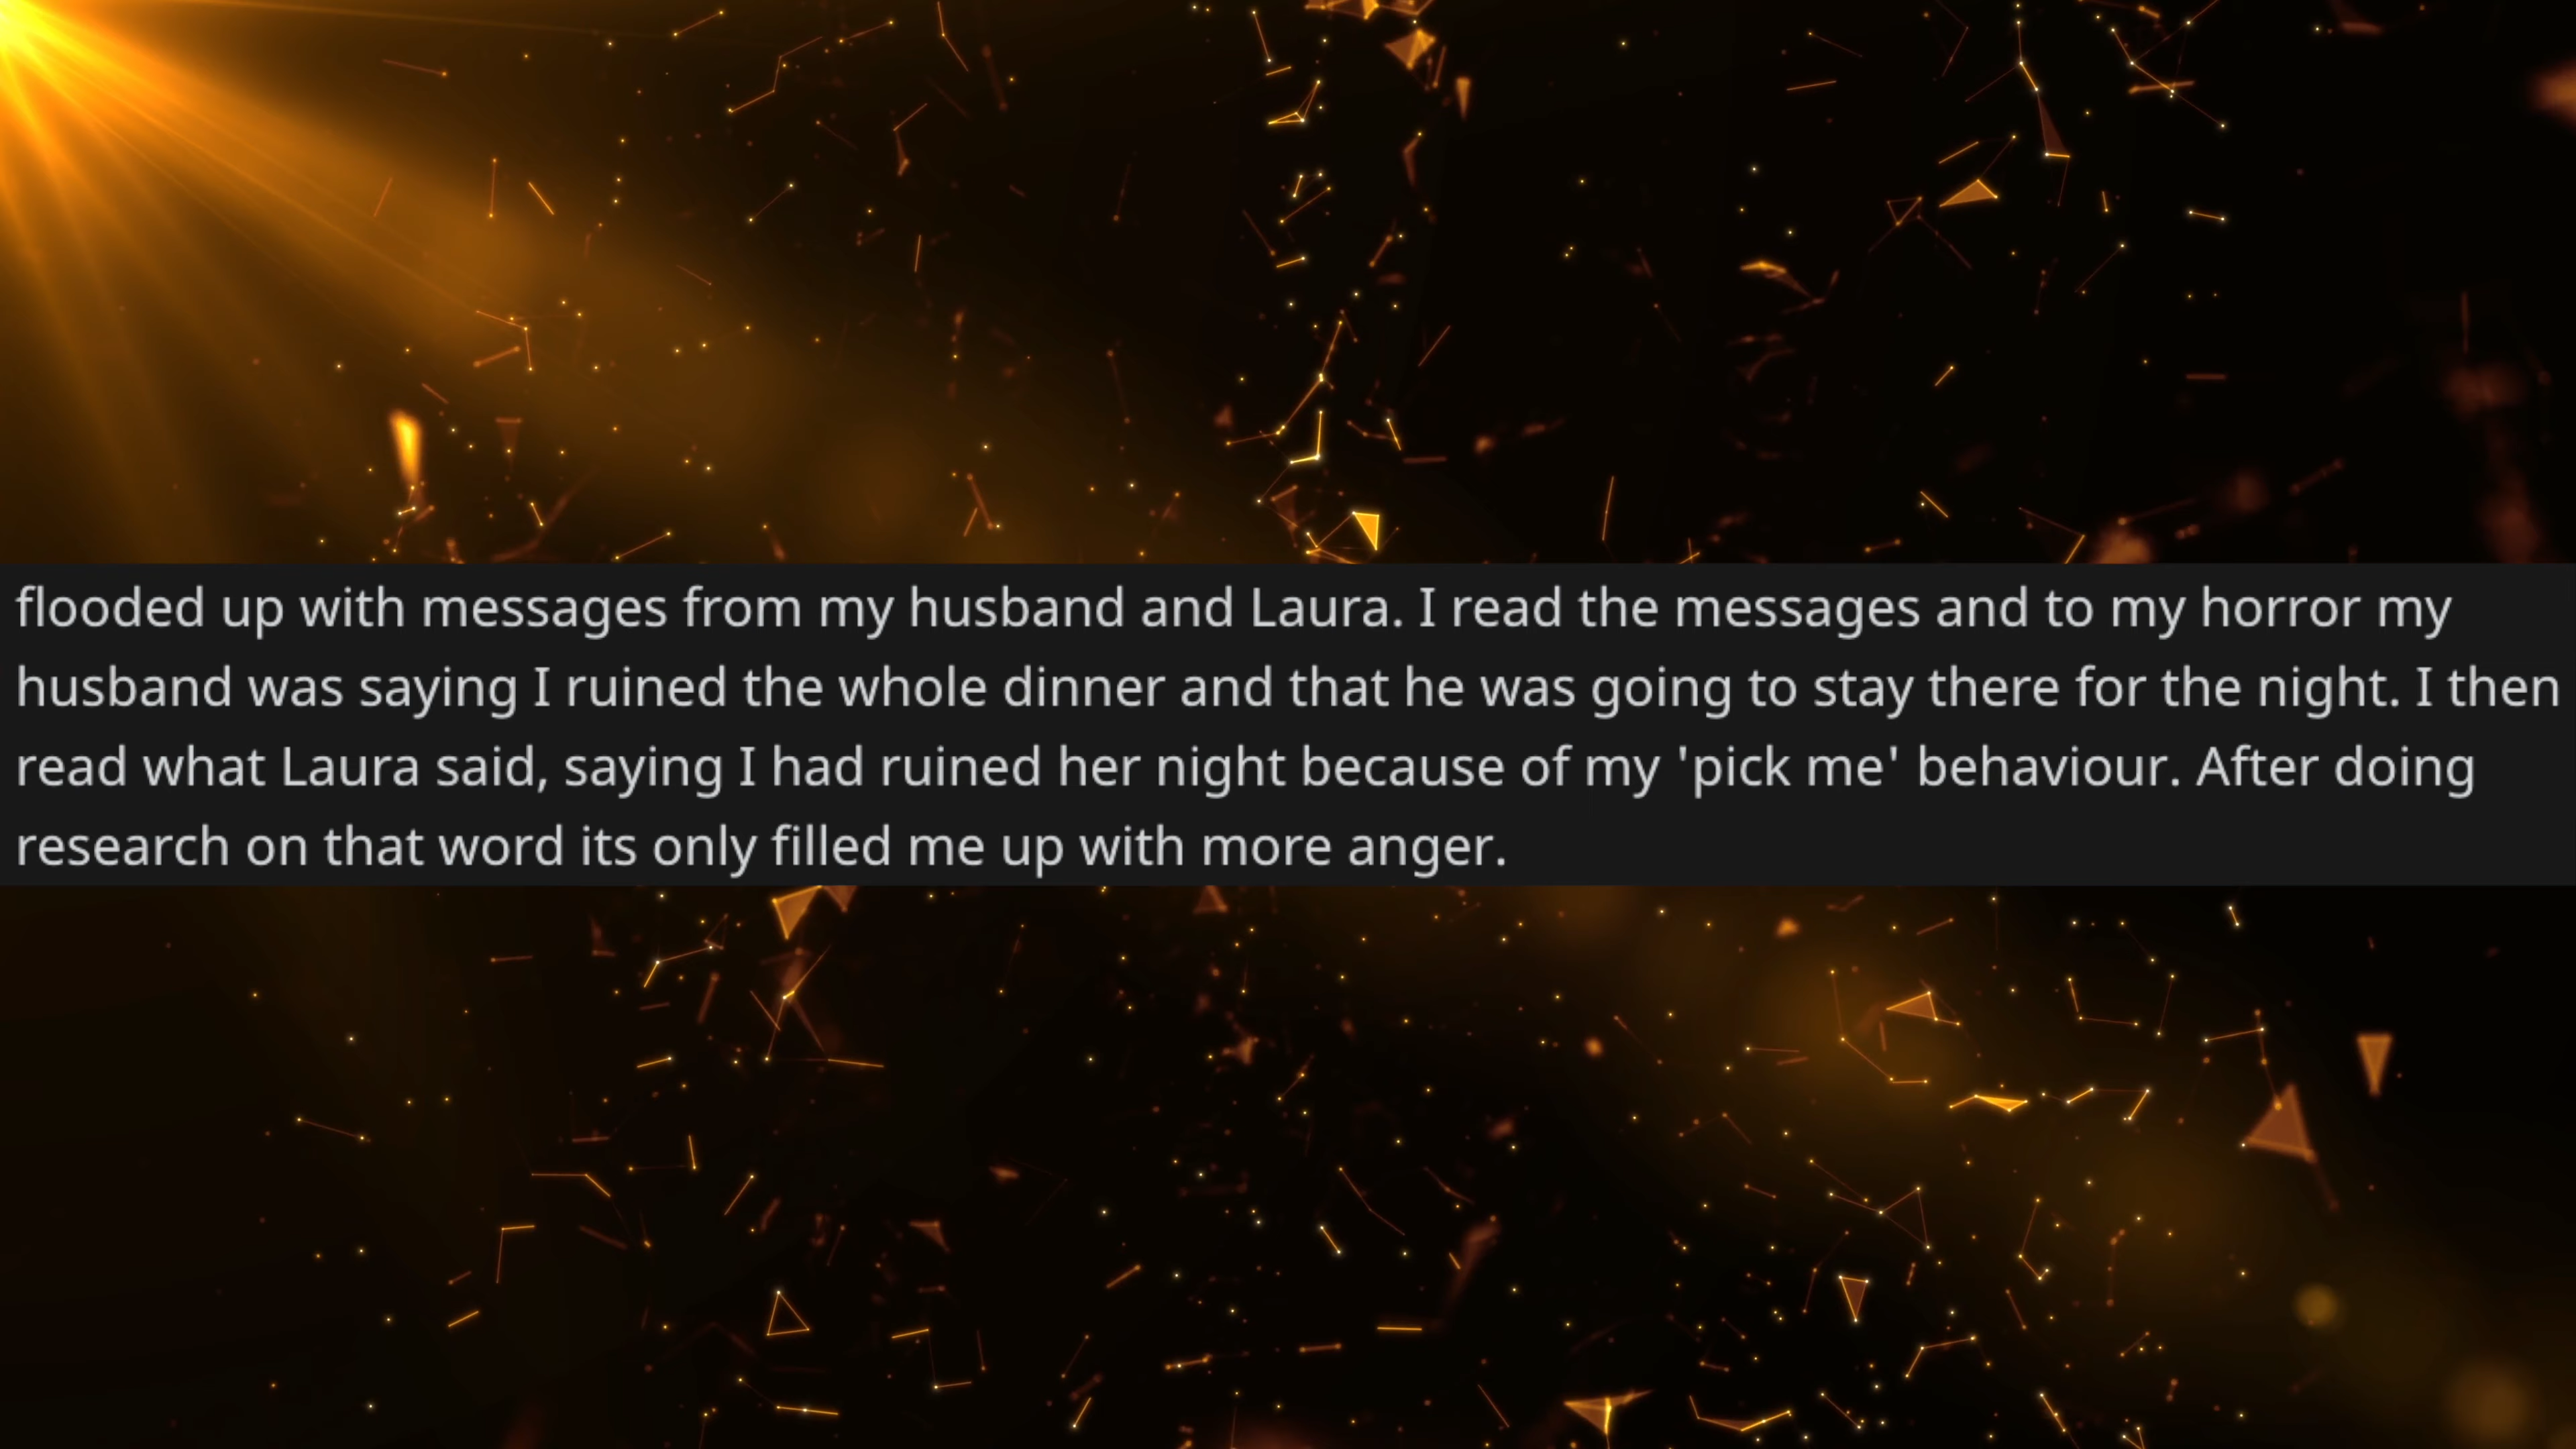 flooded up with messages from my husband and Laura. I read the messages and to my horror my
husband was saying I ruined the whole dinner and that he was going to stay there for the night. I then
read what Laura said, saying I had ruined her night because of my 'pick me' behaviour. After doing
research on that word its only filled me up with more anger.